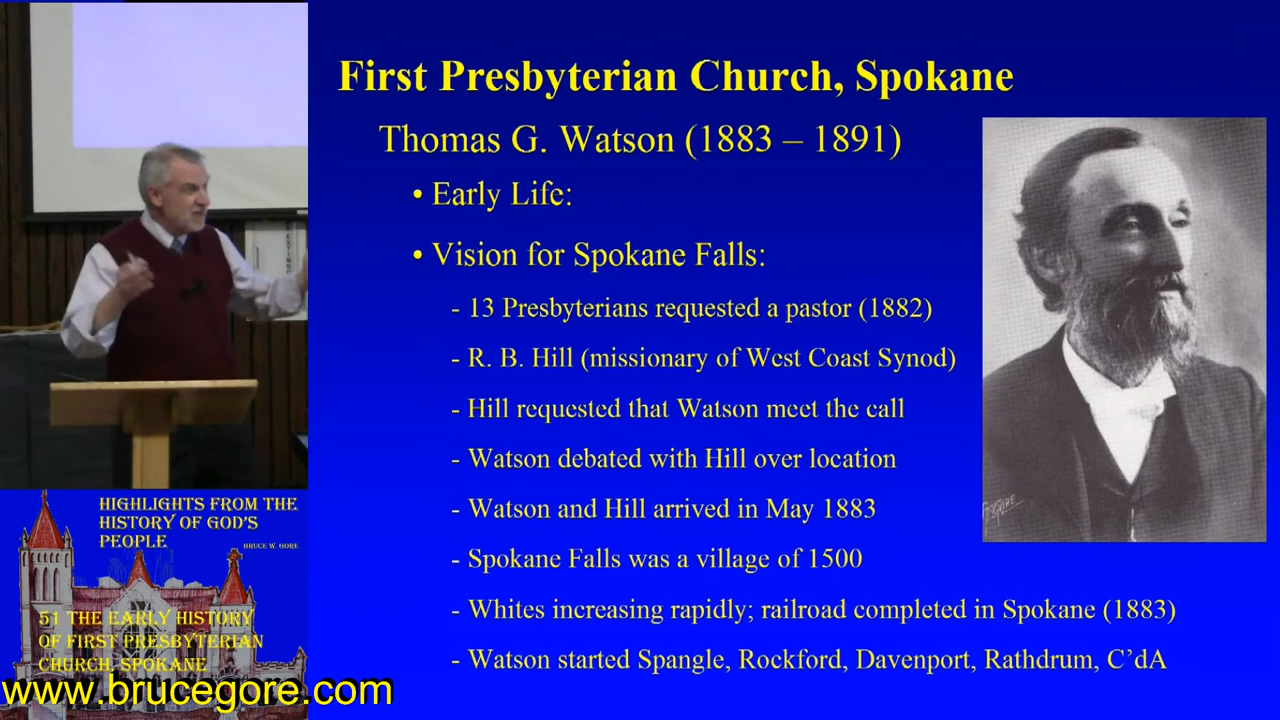 First Presbyterian Church, Spokane
Thomas G. Watson (1883 – 1891)
• Early Life:
• Vision for Spokane Falls:
- 13 Presbyterians requested a pastor (1882)
- R. B. Hill (missionary of West Coast Synod)
- Hill requested that Watson meet the call
- Watson debated with Hill over location
- Watson and Hill arrived in May 1883
- Spokane Falls was a village of 1500
- Whites increasing rapidly; railroad completed in Spokane (1883)
- Watson started Spangle, Rockford, Davenport, Rathdrum, C’dA
HIGHLIGHTS FROM THE
HISTORY OF GOD'S
PEOPLE
BRUCE W. GORE
51 THE EARLY HISTORY
OF FIRST PRESBYTERIAN
CHURCH, SPOKANE
www.brucegore.com